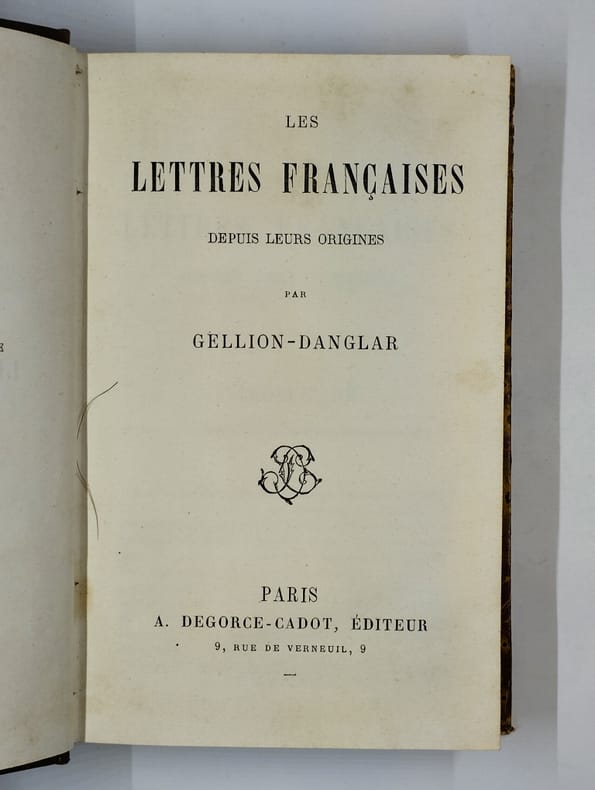 LES
LETTRES FRANÇAISES
DEPUIS LEURS ORIGINES
PAR
GELLION-DANGLAR
PARIS
A. DEGORCE-CADOT, ÉDITEUR
9, RUE DE VERNEUIL, 9